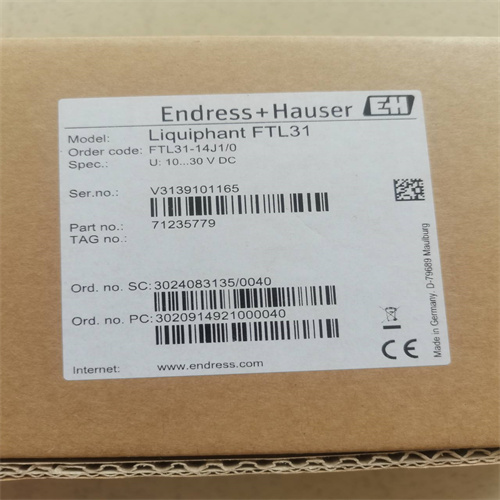 Endress+Hauser EH
Model: Liquiphant FTL31
Order code: FTL31-14J1/0
Spec.: U: 10...30 V DC
Ser.no.: V3139101165
Part no.: 71235779
TAG no.:
Ord. no. SC: 3024083135/0040
Ord. no. PC: 3020914921000040
Internet: www.endress.com
Made in Germany D-79689 Maulburg
CE